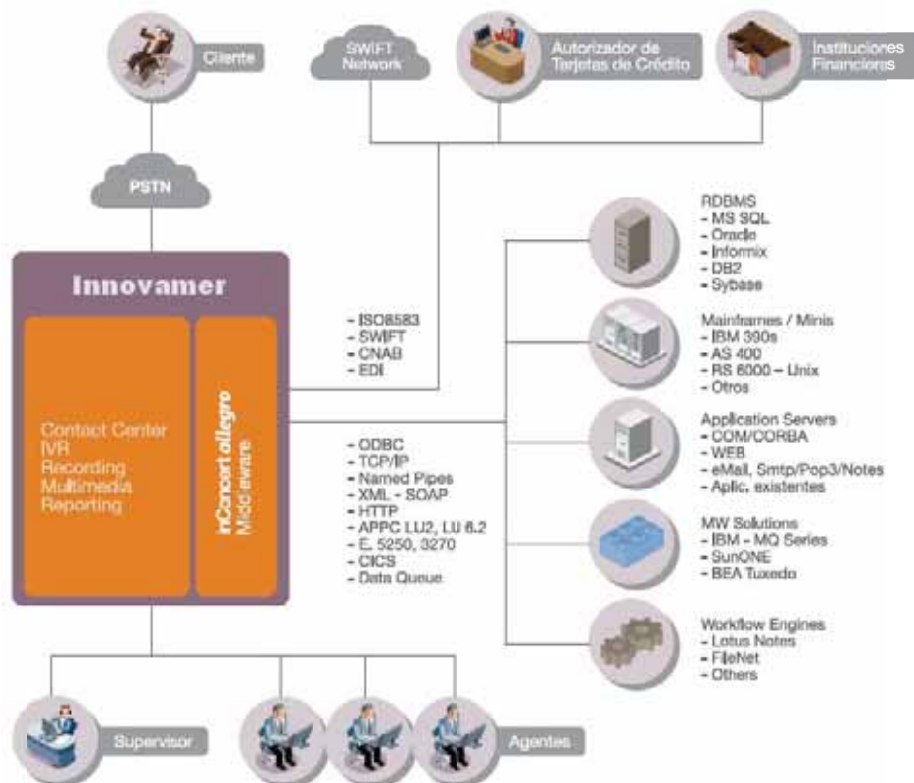 Cliente
SWIFT
Network
Autorizador de
Tarjetas de Crédito
Instituciones
Financieras
PSTN
Innovamer
Contact Center
IVR
Recording
Multimedia
Reporting
inConcert allegro
Middleware
- ISO8583
- SWIFT
- CNAB
- EDI
- ODBC
- TCP/IP
- Named Pipes
- XML - SOAP
- HTTP
- APPC LU2, LU 6.2
- E. 5250, 3270
- CICS
- Data Queue
RDBMS
- MS SQL
- Oracle
- Informix
- DB2
- Sybase
Mainframes / Minis
- IBM 390s
- AS 400
- RS 6000 – Unix
- Otros
Application Servers
- COM/CORBA
- WEB
- eMail, Smtp/Pop3/Notes
- Aplic. existentes
MW Solutions
- IBM - MQ Series
- SunONE
- BEA Tuxedo
Workflow Engines
- Lotus Notes
- FileNet
- Others
Supervisor
Agentes